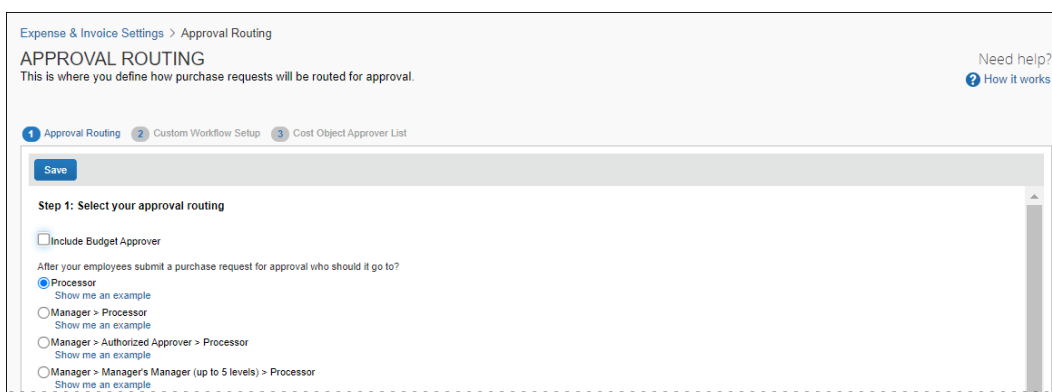 Expense & Invoice Settings > Approval Routing
APPROVAL ROUTING
This is where you define how purchase requests will be routed for approval.
Need help?
? How it works
1 Approval Routing 2 Custom Workflow Setup 3 Cost Object Approver List
Save
Step 1: Select your approval routing
Include Budget Approver
After your employees submit a purchase request for approval who should it go to?
Processor
Show me an example
Manager > Processor
Show me an example
Manager > Authorized Approver > Processor
Show me an example
Manager > Manager's Manager (up to 5 levels) > Processor
Show me an example